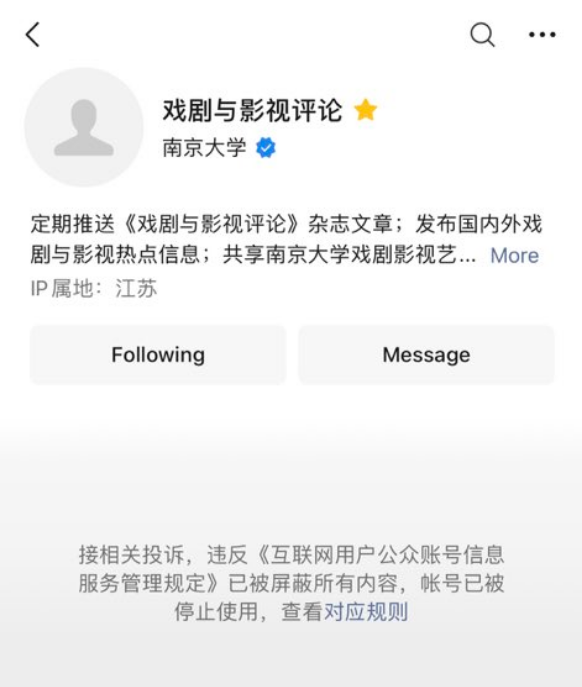 戏剧与影视评论
南京大学
定期推送《戏剧与影视评论》杂志文章；发布国内外戏
剧与影视热点信息；共享南京大学戏剧影视艺... More
IP属地：江苏
Following
Message
接相关投诉，违反《互联网用户公众账号信息
服务管理规定》已被屏蔽所有内容，帐号已被
停止使用，查看对应规则